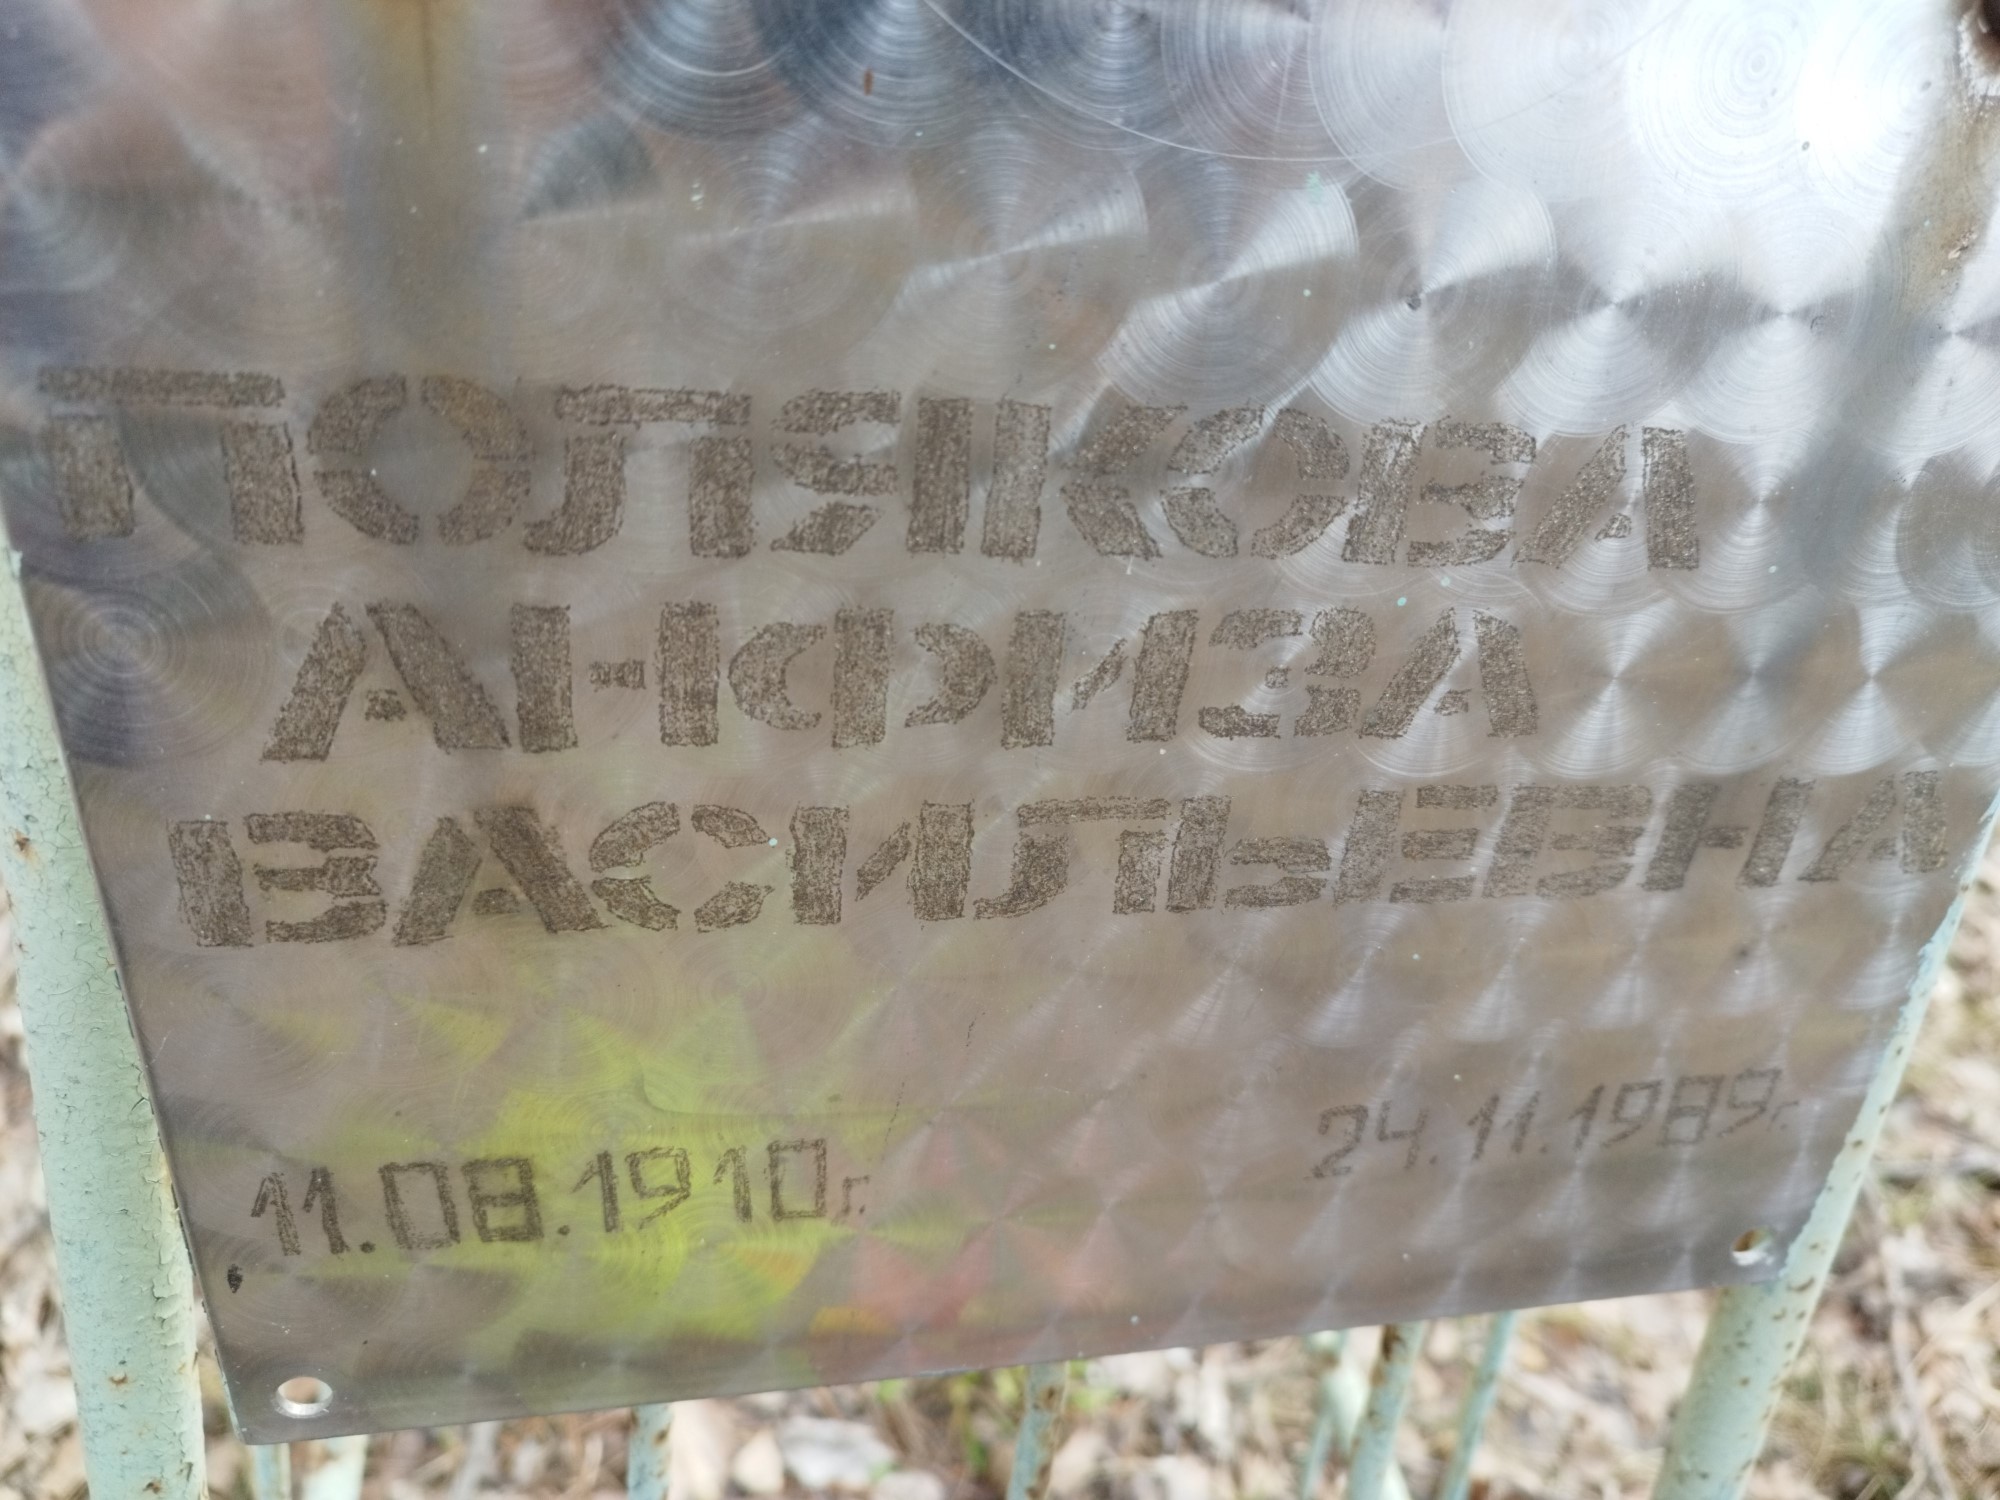 ПОЛЯКОВА
АНФИЗА
ВАСИЛЬЕВНА
11.08.1910г. 24.11.1989г.